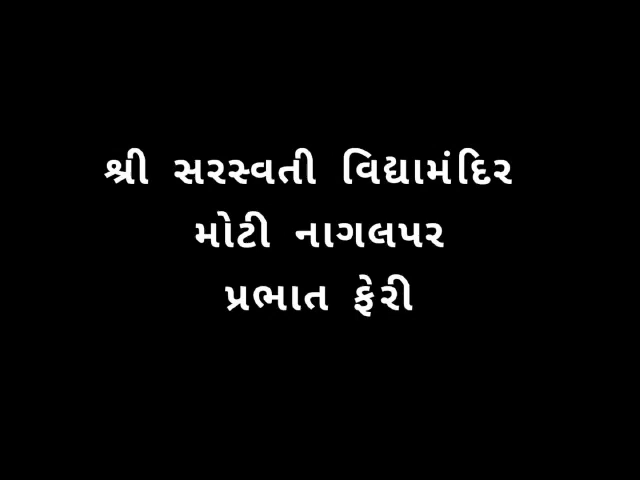 શ્રી સરસ્વતી વિદ્યામંદિર
મોટી નાગલપર
પ્રભાત ફેરી